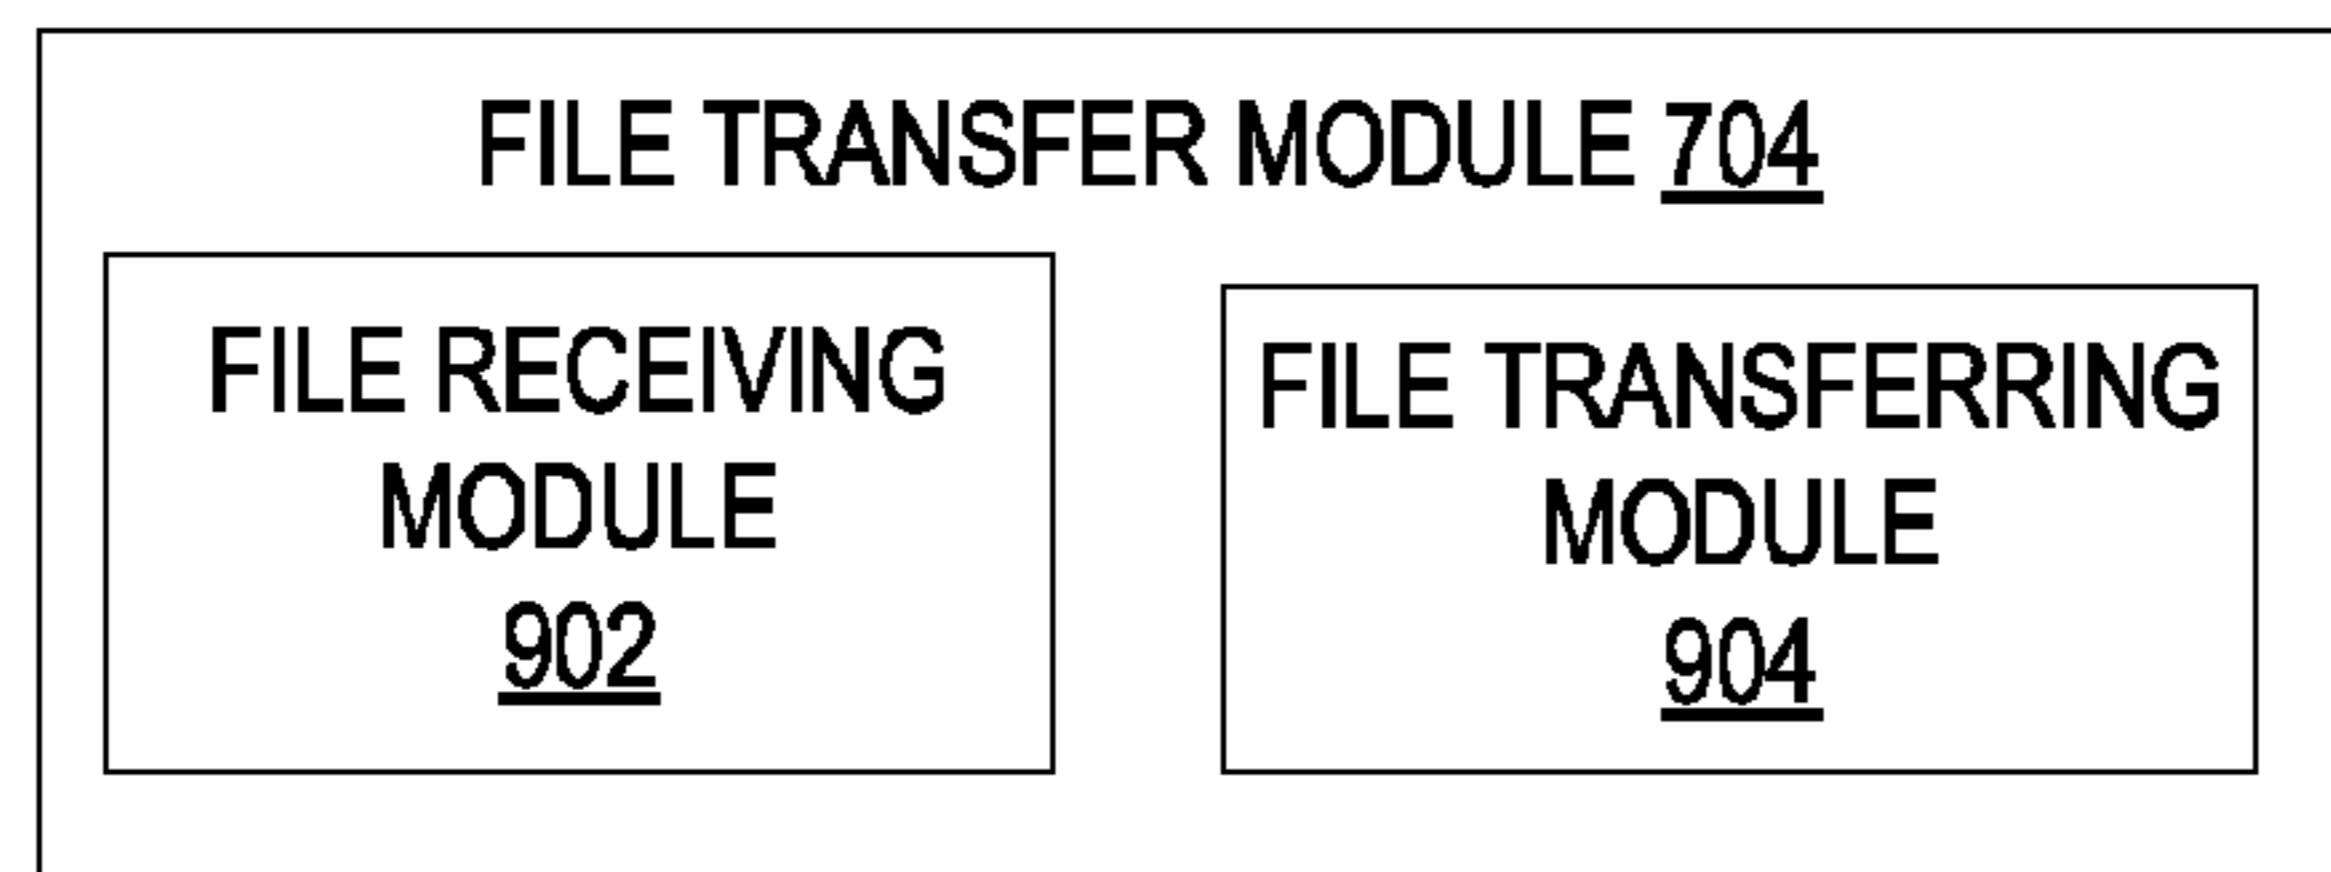 FILE TRANSFER MODULE 704
FILE RECEIVING
MODULE
902
FILE TRANSFERRING
MODULE
904